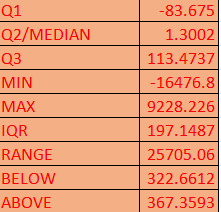 Q1 -83.675
Q2/MEDIAN 1.3002
Q3 113.4737
MIN -16476.8
MAX 9228.226
IQR 197.1487
RANGE 25705.06
BELOW 322.6612
ABOVE 367.3593